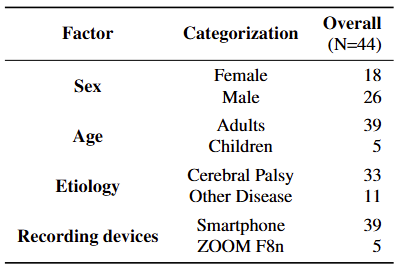 Factor Categorization Overall (N=44)
Sex Female 18
Male 26
Age Adults 39
Children 5
Etiology Cerebral Palsy 33
Other Disease 11
Recording devices Smartphone 39
ZOOM F8n 5